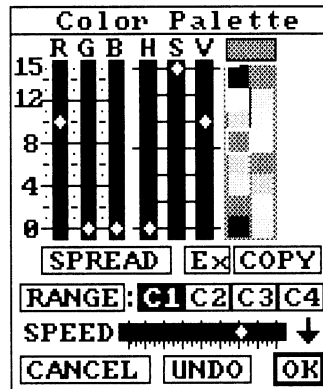 Color Palette
R G B H S V
15
12
8
4
0
SPREAD Ex COPY
RANGE: C1 C2 C3 C4
SPEED
CANCEL UNDO OK